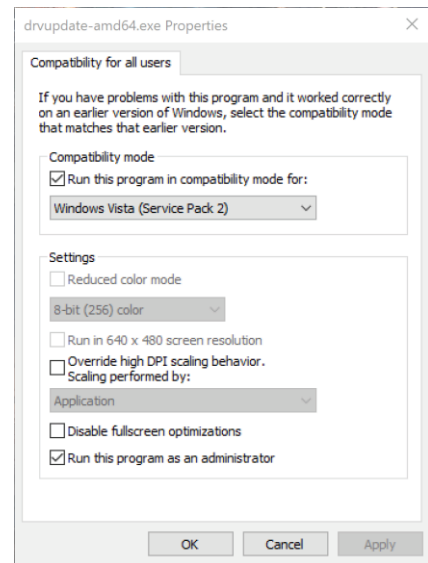 drvupdate-amd64.exe Properties
Compatibility for all users
If you have problems with this program and it worked correctly
on an earlier version of Windows, select the compatibility mode
that matches that earlier version.
Compatibility mode
Run this program in compatibility mode for:
Windows Vista (Service Pack 2)
Settings
Reduced color mode
8-bit (256) color
Run in 640 x 480 screen resolution
Override high DPI scaling behavior.
Scaling performed by:
Application
Disable fullscreen optimizations
Run this program as an administrator
OK Cancel Apply